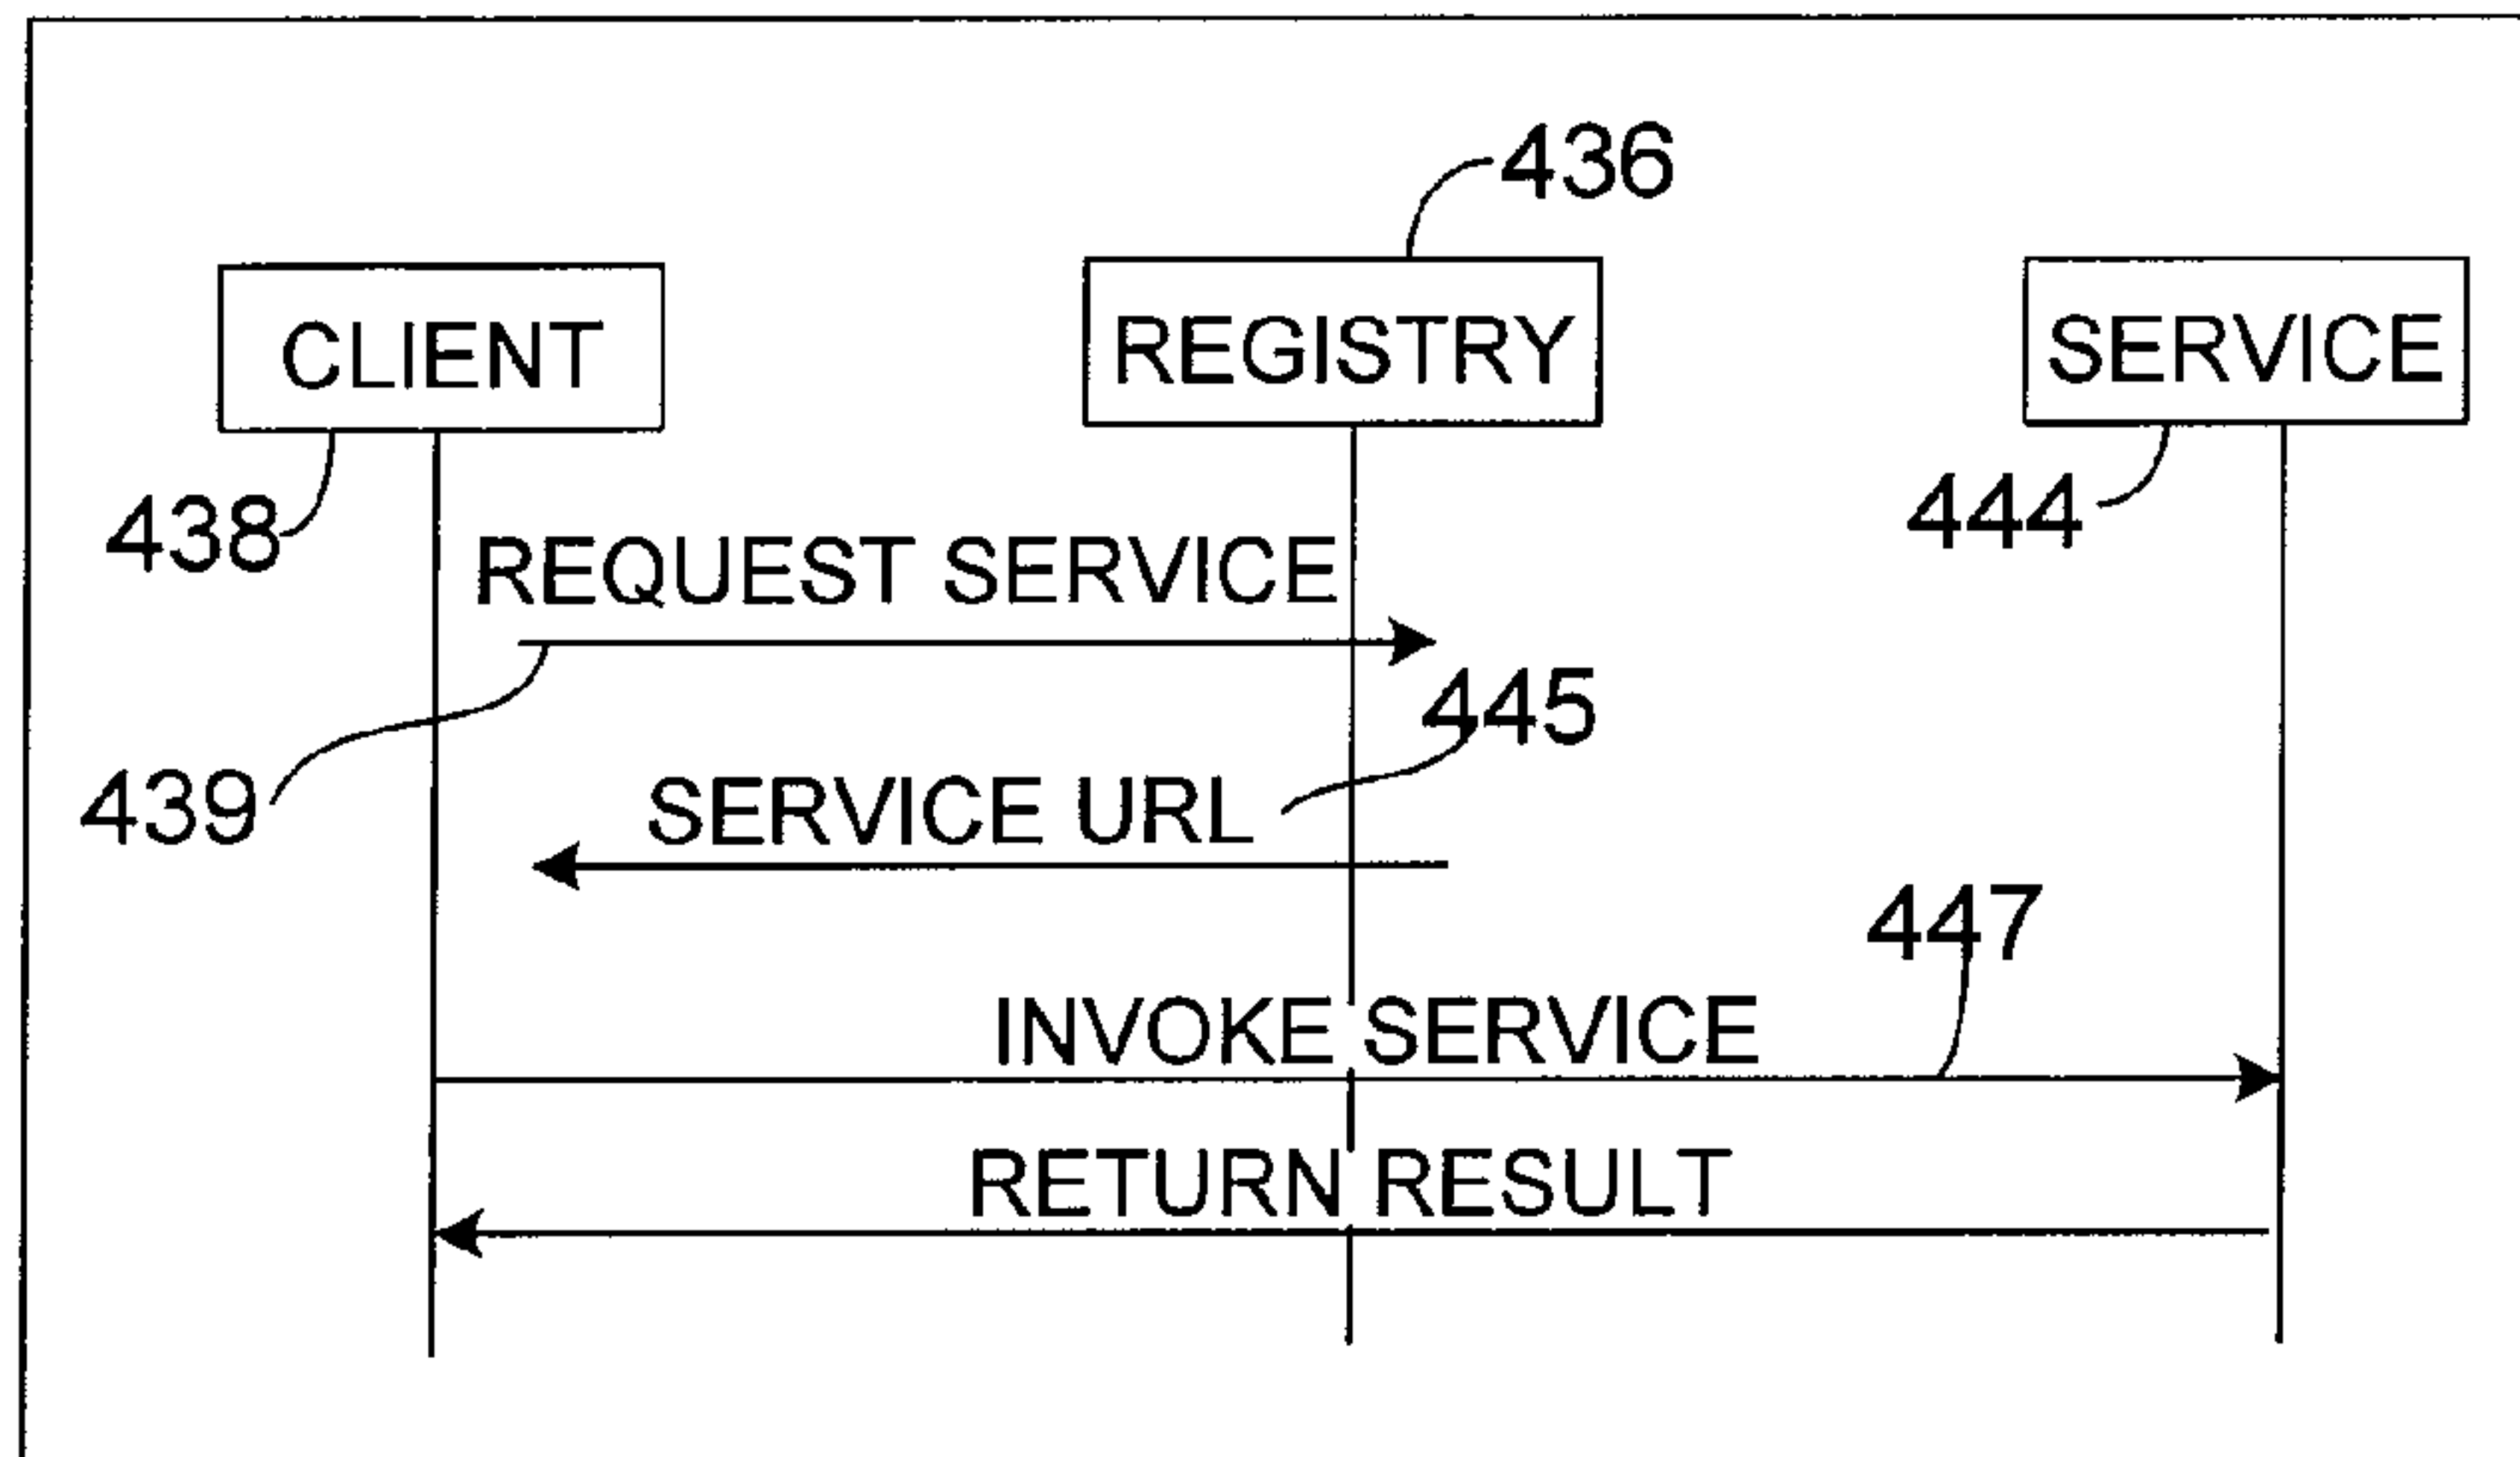 436
CLIENT
REGISTRY
SERVICE
438
444
REQUEST SERVICE
445
439
SERVICE URL
447
INVOKE SERVICE
RETURN RESULT